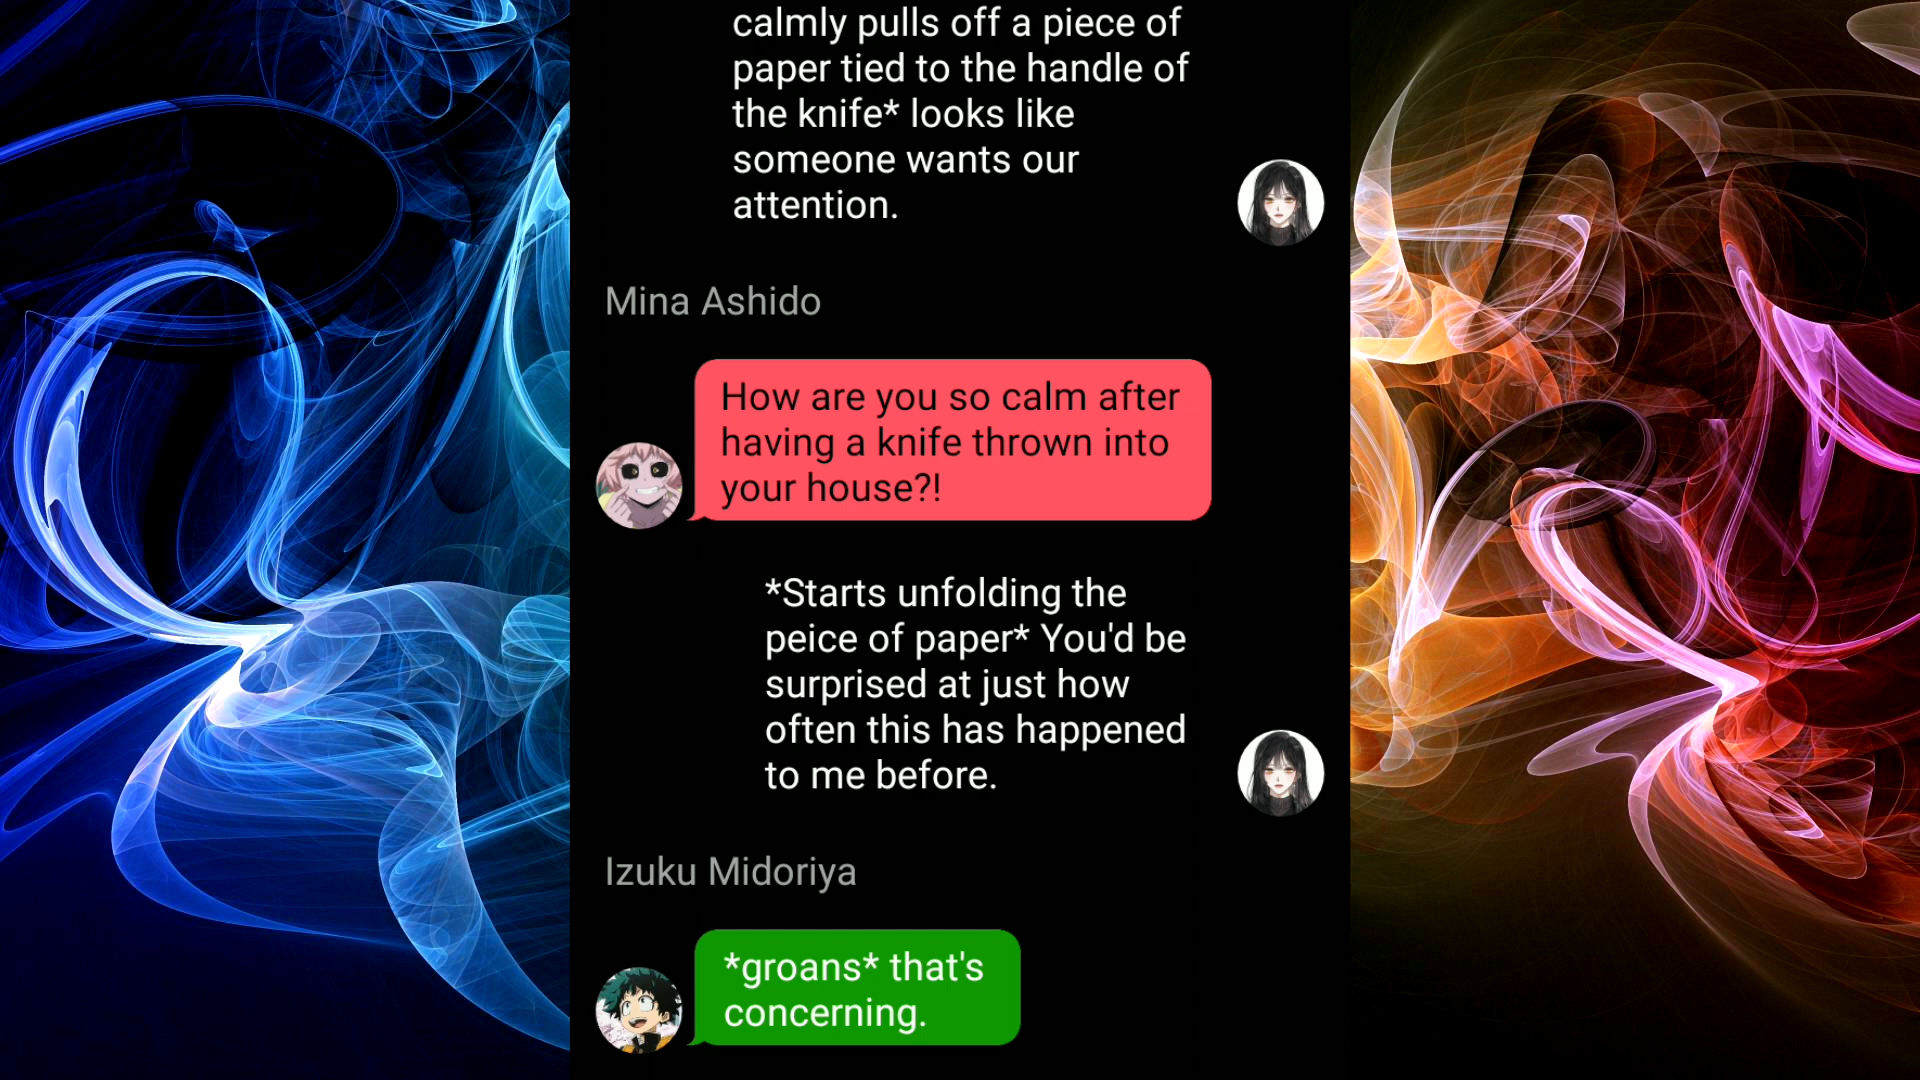 calmly pulls off a piece of
paper tied to the handle of
the knife* looks like
someone wants our
attention.
Mina Ashido
How are you so calm after
having a knife thrown into
your house?!
*Starts unfolding the
peice of paper* You'd be
surprised at just how
often this has happened
to me before.
Izuku Midoriya
*groans* that's
concerning.